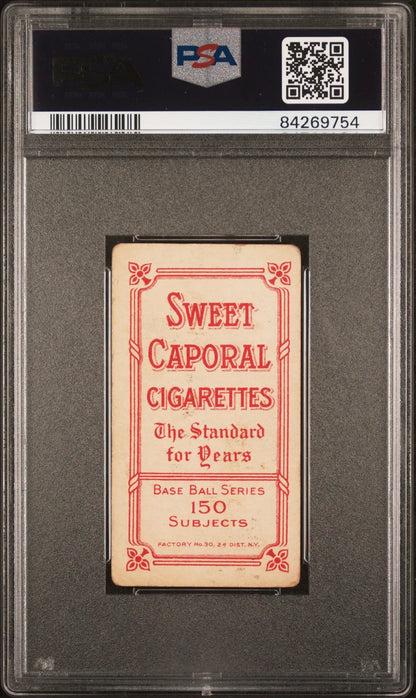 PSA
PSA
84269754
SWEET
CAPORAL
CIGARETTES
The Standard
for Years
BASE BALL SERIES
150
SUBJECTS
FACTORY No. 30, 2d DIST. N.Y.